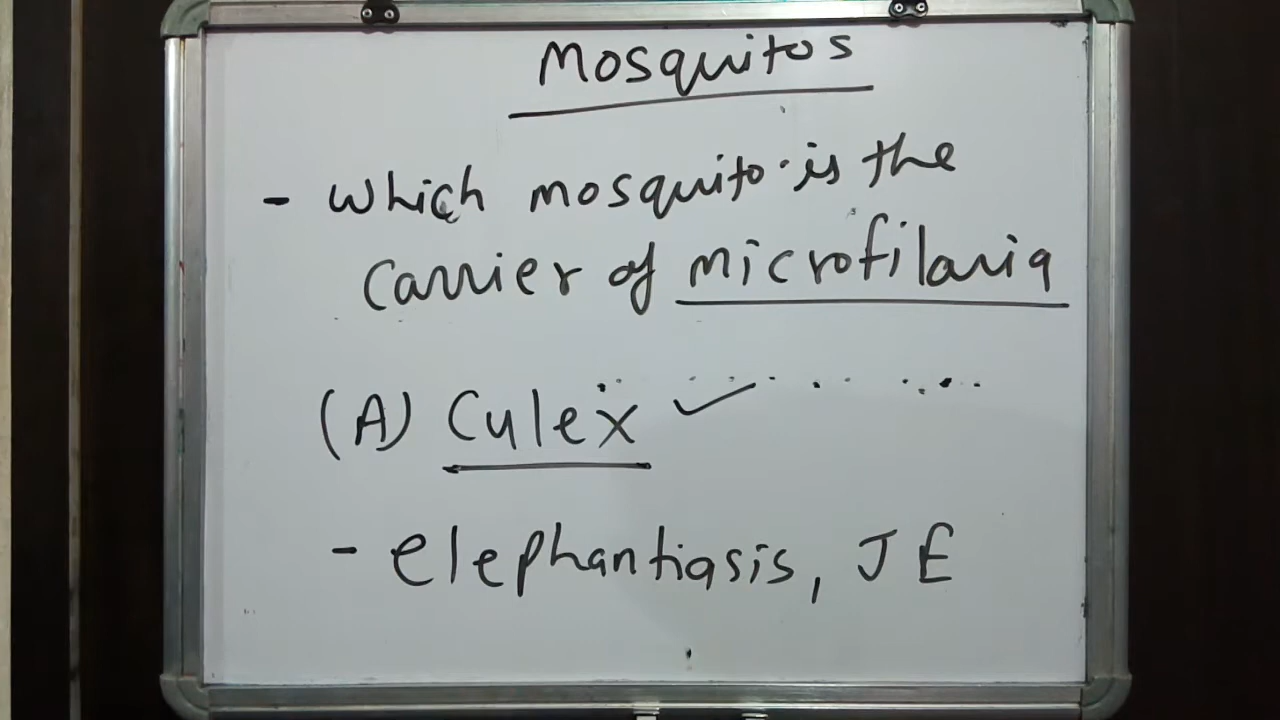 Mosquitos
- Which mosquito is the
carrier of microfilaria
(A) Culex ✓
- elephantiasis, JE